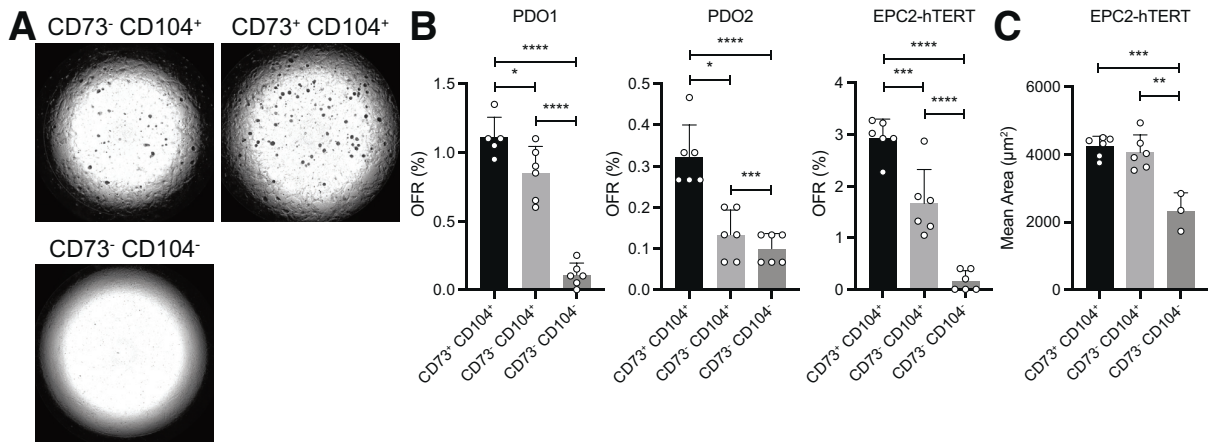 A
CD73⁻ CD104⁺
CD73⁺ CD104⁺
CD73⁻ CD104⁻
B
PDO1
OFR (%)
1.5
1.0
0.5
0.0
****
*
****
CD73⁺ CD104⁺
CD73⁻ CD104⁺
CD73⁻ CD104⁻
PDO2
OFR (%)
0.5
0.4
0.3
0.2
0.1
0.0
****
*
***
CD73⁺ CD104⁺
CD73⁻ CD104⁺
CD73⁻ CD104⁻
EPC2-hTERT
OFR (%)
4
3
2
1
0
****
***
****
CD73⁺ CD104⁺
CD73⁻ CD104⁺
CD73⁻ CD104⁻
C
EPC2-hTERT
Mean Area (μm²)
6000
4000
2000
0
***
**
CD73⁺ CD104⁺
CD73⁻ CD104⁺
CD73⁻ CD104⁻